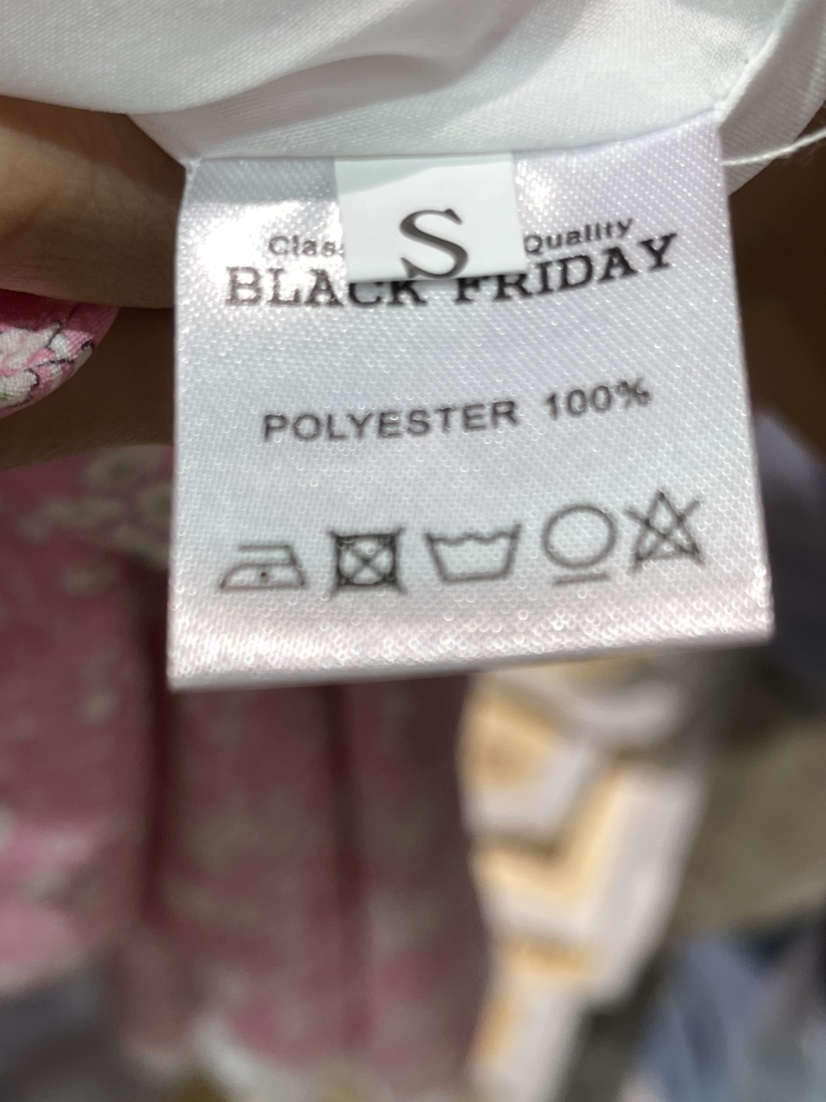 S
Quality
BLACK FRIDAY
POLYESTER 100%